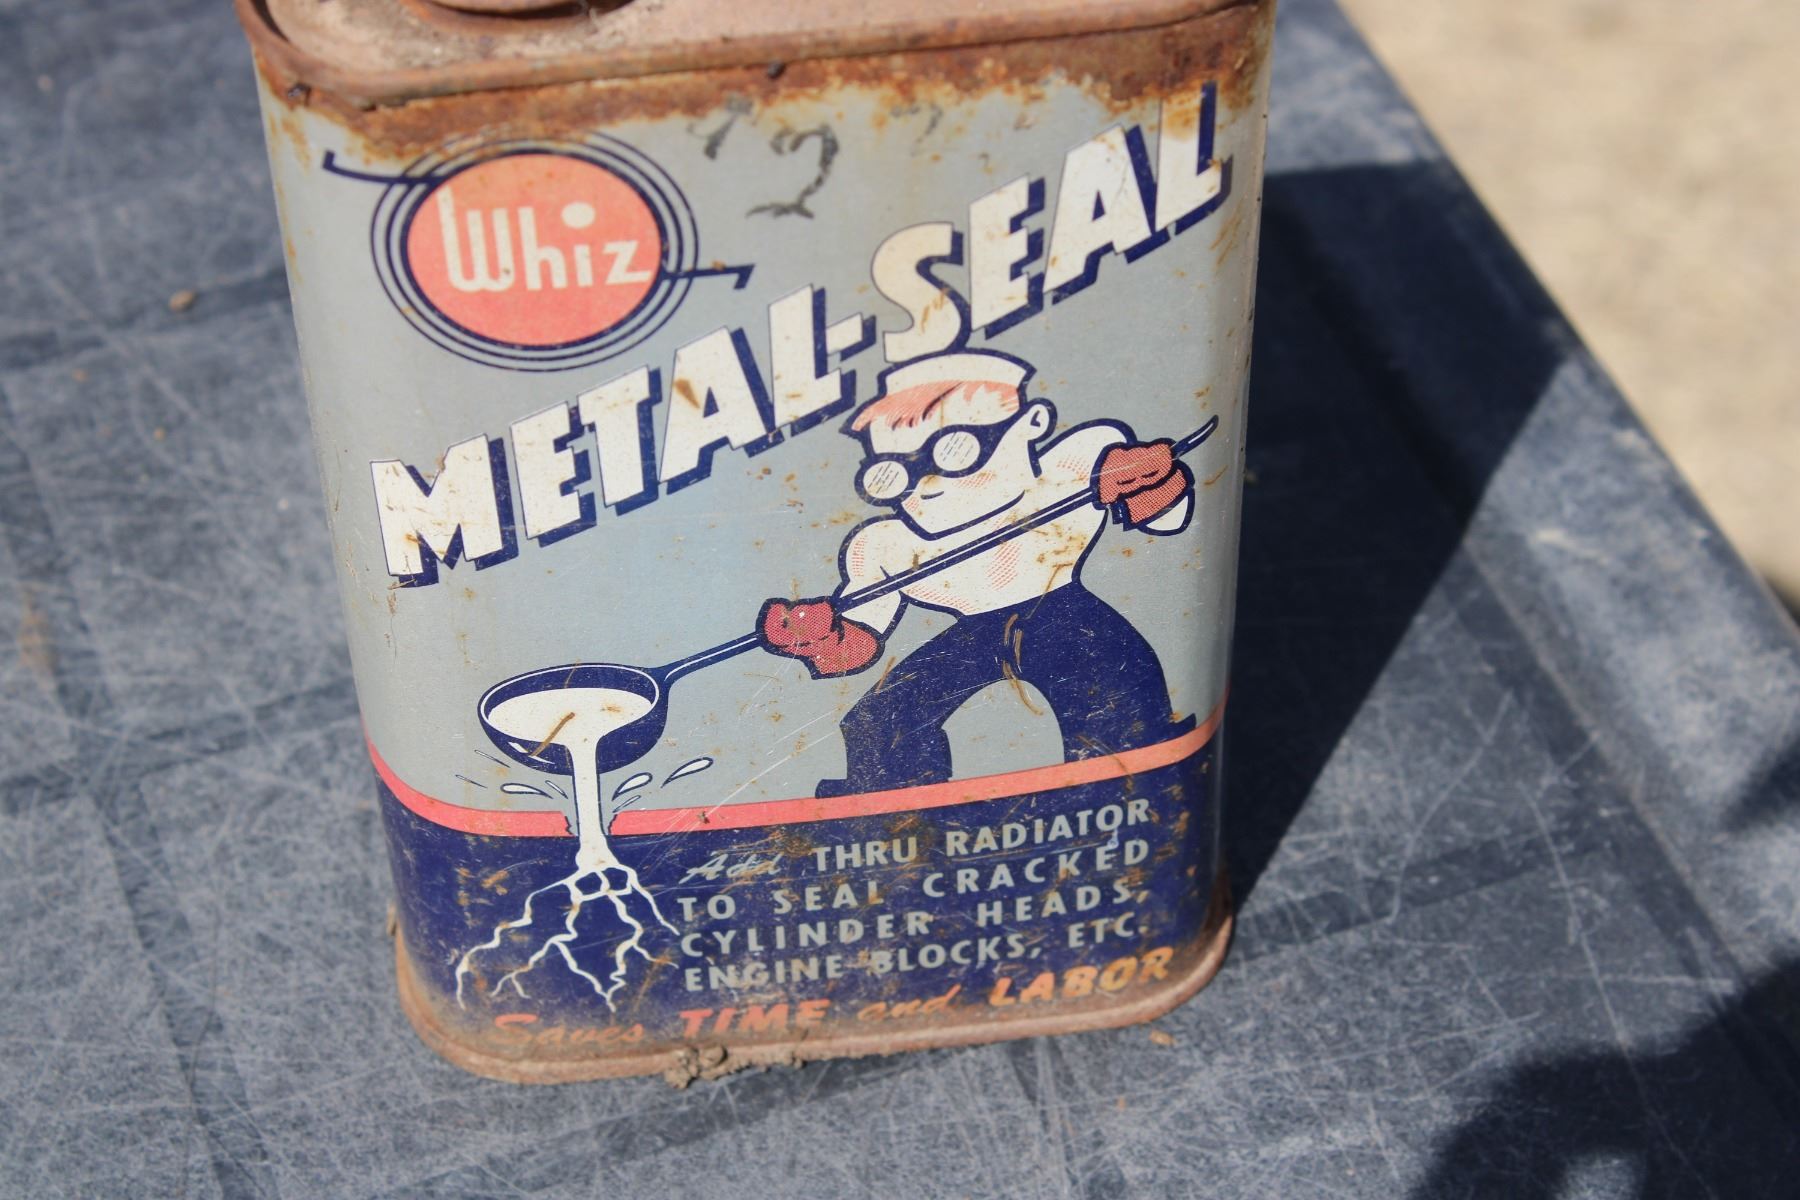 Whiz
METAL-SEAL
Add THRU RADIATOR
TO SEAL CRACKED
CYLINDER HEADS,
ENGINE BLOCKS, ETC.
Saves TIME and LABOR